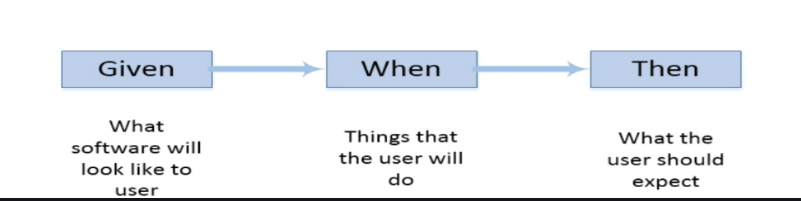 Given
When
Then
What
software will
look like to
user
Things that
the user will
do
What the
user should
expect